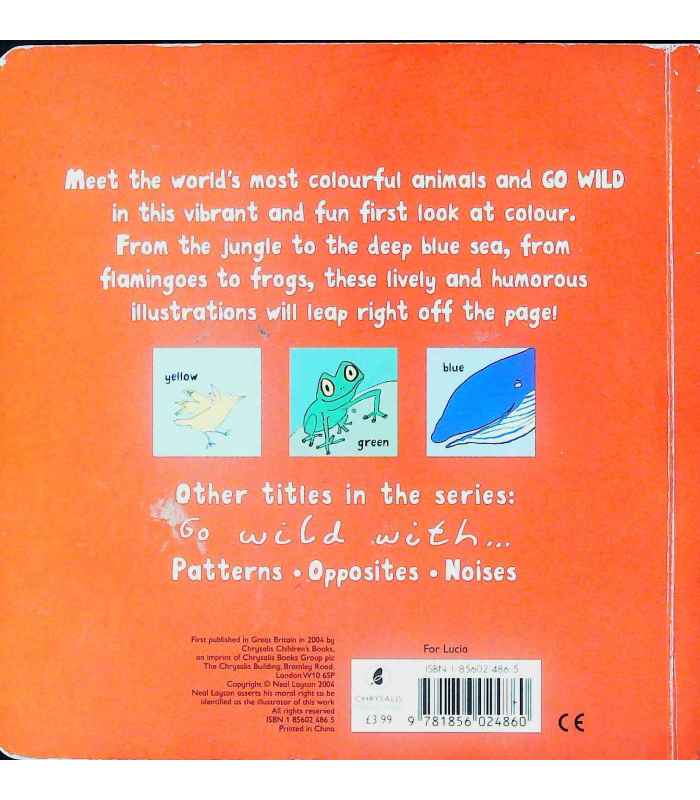 Meet the world's most colourful animals and GO WILD
in this vibrant and fun first look at colour.
From the jungle to the deep blue sea, from
flamingoes to frogs, these lively and humorous
illustrations will leap right off the page!
yellow
green
blue
Other titles in the series:
Go wild with...
Patterns • Opposites • Noises
First published in Great Britain in 2004 by
Chrysalis Children's Books,
an imprint of Chrysalis Books Group plc
The Chrysalis Building, Bramley Road,
London W10 6SP
Copyright © Neal Layton 2004
Neal Layton asserts his moral right to be
identified as the illustrator of this work
All rights reserved
ISBN 1 85602 486 5
Printed in China
For Lucia
CHRYSALIS
£3.99
ISBN 1-85602-486-5
9 781856 024860
CE